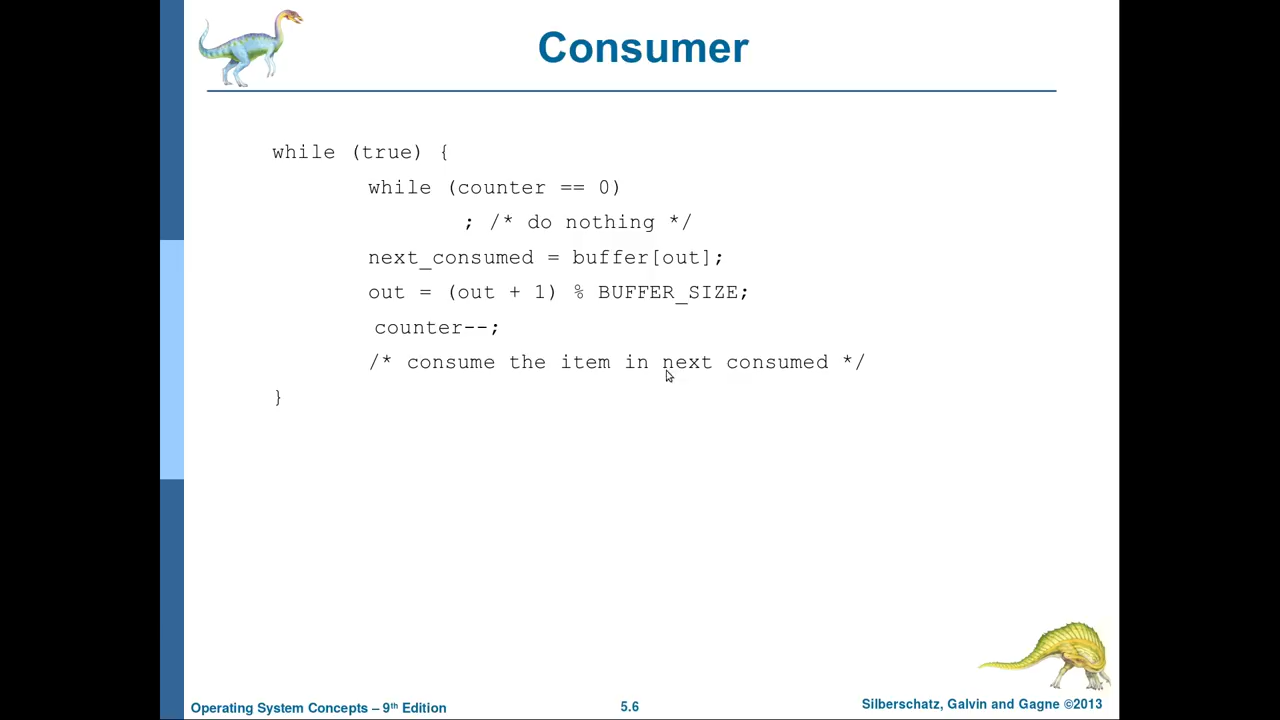 Consumer
while (true) {
while (counter == 0)
; /* do nothing */
next_consumed = buffer[out];
out = (out + 1) % BUFFER_SIZE;
counter--;
/* consume the item in next consumed */
}
Operating System Concepts – 9th Edition
5.6
Silberschatz, Galvin and Gagne ©2013